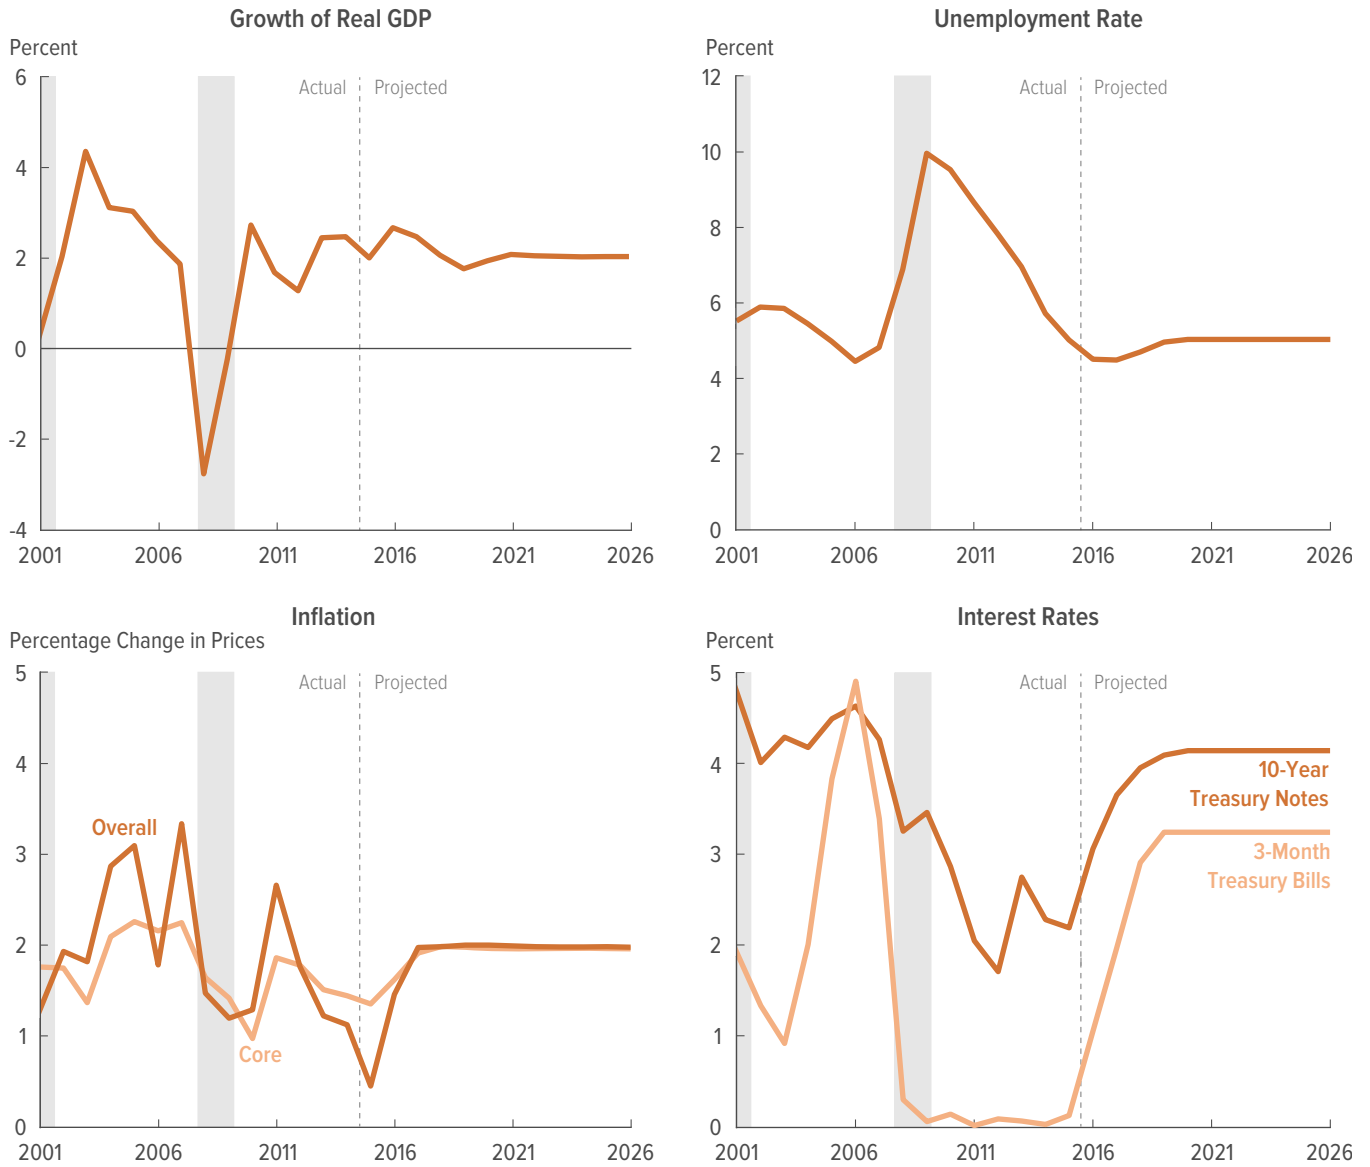 Growth of Real GDP
Percent
6
Actual Projected
4
2
0
-2
-4
2001 2006 2011 2016 2021 2026
Unemployment Rate
Percent
12
Actual Projected
10
8
6
4
2
0
2001 2006 2011 2016 2021 2026
Inflation
Percentage Change in Prices
5
Actual Projected
4
Overall
3
2
1
Core
0
2001 2006 2011 2016 2021 2026
Interest Rates
Percent
5
Actual Projected
4
10-Year
Treasury Notes
3
3-Month
Treasury Bills
2
1
0
2001 2006 2011 2016 2021 2026